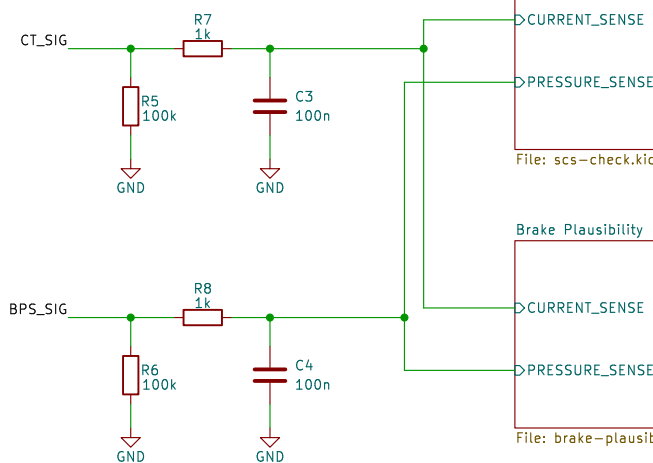 R7
1k
CT_SIG
CURRENT_SENSE
PRESSURE_SENSE
R5
100k
C3
100n
GND
GND
File: scs-check.kic
Brake Plausibility
R8
1k
BPS_SIG
CURRENT_SENSE
R6
100k
C4
100n
PRESSURE_SENSE
GND
GND
File: brake-plausib